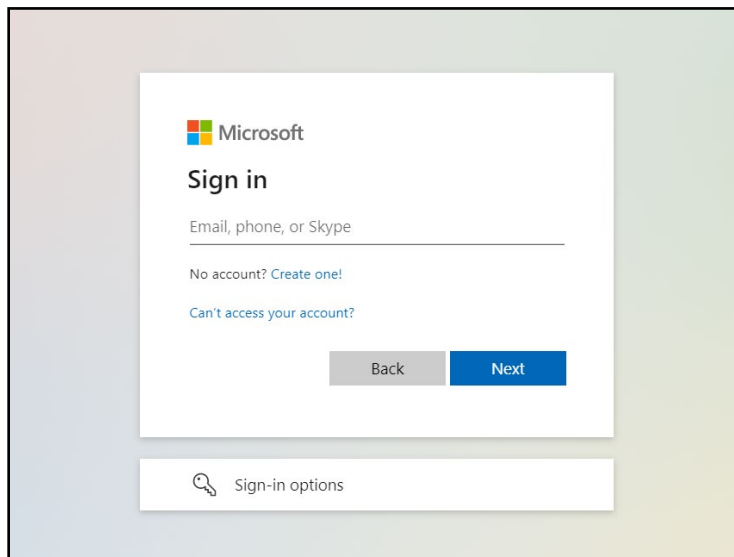 Microsoft
Sign in
Email, phone, or Skype
No account? Create one!
Can't access your account?
Back Next
Sign-in options